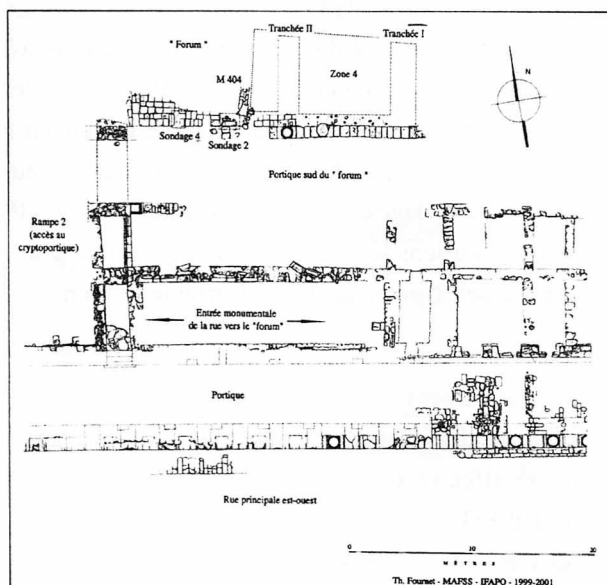 Tranchée II
Tranchée I
" Forum"
N
Zone 4
M 404
Sondage 4
Sondage 2
Portique sud du " forum"
Rampe 2
(accès au
cryptoportique)
Entrée monumentale
de la rue vers le "forum"
Portique
Rue principale est-ouest
0 10 20
MÈTRES
Th. Fournet - MAFSS - IFAPO - 1999-2001